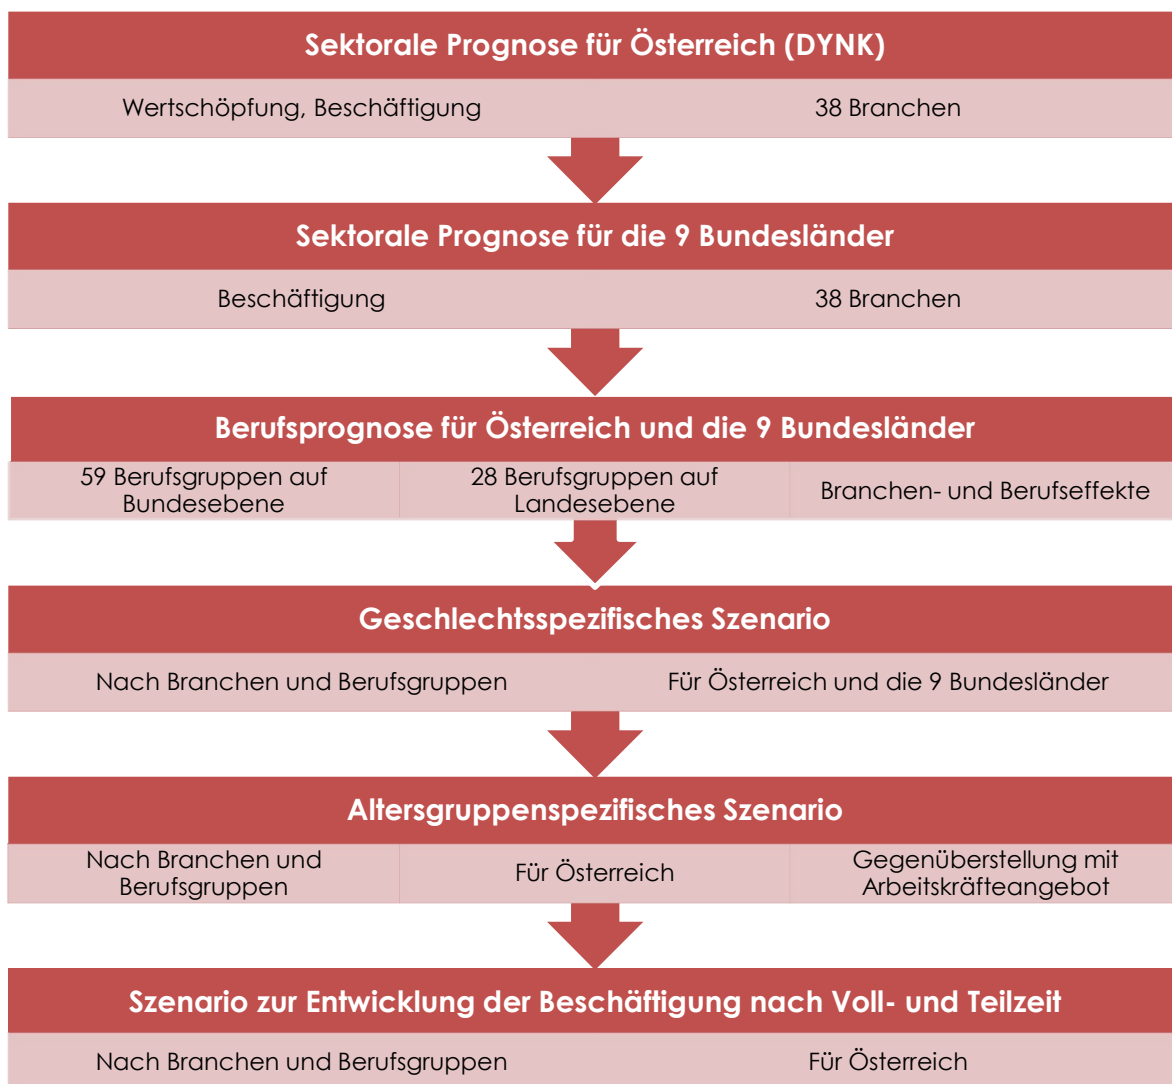 Sektorale Prognose für Österreich (DYNK)
Wertschöpfung, Beschäftigung
38 Branchen
Sektorale Prognose für die 9 Bundesländer
Beschäftigung
38 Branchen
Berufsprognose für Österreich und die 9 Bundesländer
59 Berufsgruppen auf
Bundesebene
28 Berufsgruppen auf
Landesebene
Branchen- und Berufseffekte
Geschlechtsspezifisches Szenario
Nach Branchen und Berufsgruppen
Für Österreich und die 9 Bundesländer
Altersgruppenspezifisches Szenario
Nach Branchen und
Berufsgruppen
Für Österreich
Gegenüberstellung mit
Arbeitskräfteangebot
Szenario zur Entwicklung der Beschäftigung nach Voll- und Teilzeit
Nach Branchen und Berufsgruppen
Für Österreich